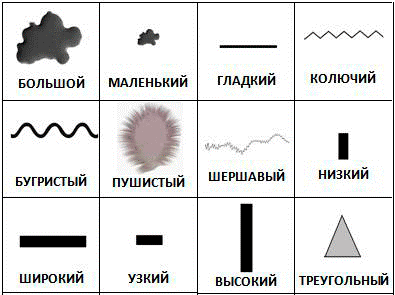 БОЛЬШОЙ МАЛЕНЬКИЙ ГЛАДКИЙ КОЛЮЧИЙ
БУГРИСТЫЙ ПУШИСТЫЙ ШЕРШАВЫЙ НИЗКИЙ
ШИРОКИЙ УЗКИЙ ВЫСОКИЙ ТРЕУГОЛЬНЫЙ